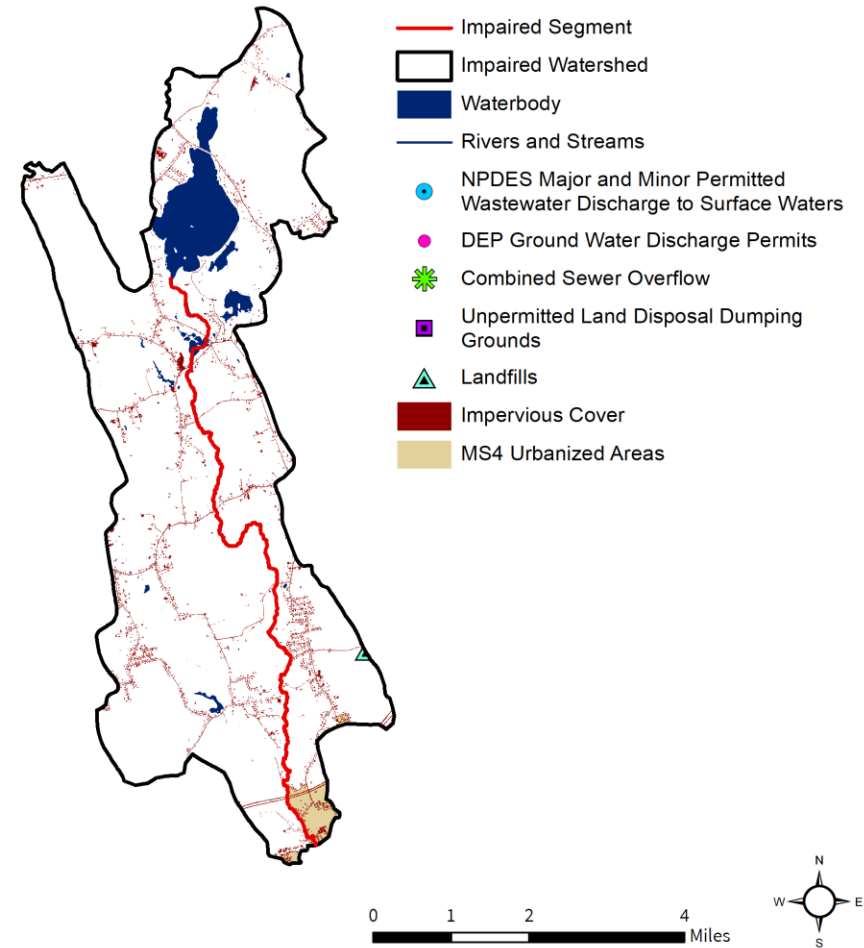 Impaired Segment
Impaired Watershed
Waterbody
Rivers and Streams
NPDES Major and Minor Permitted
Wastewater Discharge to Surface Waters
DEP Ground Water Discharge Permits
Combined Sewer Overflow
Unpermitted Land Disposal Dumping
Grounds
Landfills
Impervious Cover
MS4 Urbanized Areas
N
W E
S
0 1 2 4
Miles